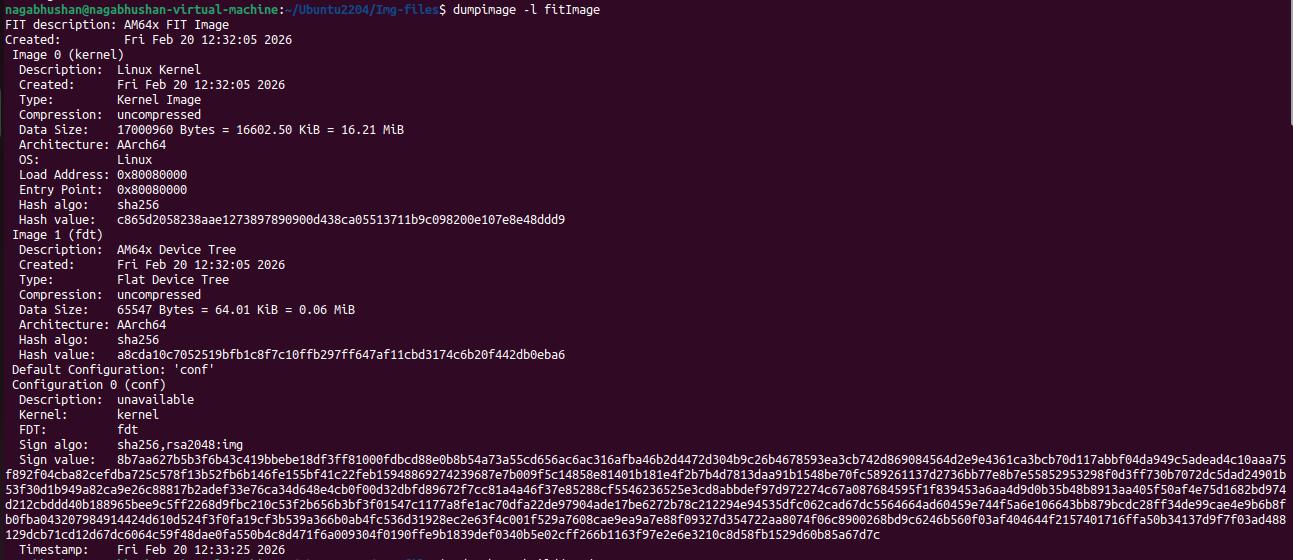 nagabhushan@nagabhushan-virtual-machine:~/Ubuntu2204/Img-files$ dumpimage -l fitImage
FIT description: AM64x FIT Image
Created:         Fri Feb 20 12:32:05 2026
 Image 0 (kernel)
  Description:  Linux Kernel
  Created:      Fri Feb 20 12:32:05 2026
  Type:         Kernel Image
  Compression:  uncompressed
  Data Size:    17000960 Bytes = 16602.50 KiB = 16.21 MiB
  Architecture: AArch64
  OS:           Linux
  Load Address: 0x80080000
  Entry Point:  0x80080000
  Hash algo:    sha256
  Hash value:   c865d2058238aae1273897890900d438ca05513711b9c098200e107e8e48ddd9
 Image 1 (fdt)
  Description:  AM64x Device Tree
  Created:      Fri Feb 20 12:32:05 2026
  Type:         Flat Device Tree
  Compression:  uncompressed
  Data Size:    65547 Bytes = 64.01 KiB = 0.06 MiB
  Architecture: AArch64
  Hash algo:    sha256
  Hash value:   a8cda10c7052519bfb1c8f7c10ffb297ff647af11cbd3174c6b20f442db0eba6
 Default Configuration: 'conf'
 Configuration 0 (conf)
  Description:  unavailable
  Kernel:       kernel
  FDT:          fdt
  Sign algo:    sha256,rsa2048:img
  Sign value:   8b7aa627b5b3f6b43c419bbebe18df3ff81000fdbcd88e0b8b54a73a55cd656ac6ac316afba46b2d4472d304b9c26b4678593ea3cb742d869084564d2e9e4361ca3bcb70d117abbf04da949c5adead4c10aaa75
f892f04cba82cefdba725c578f13b52fb6b146fe155bf41c22feb15948869274239687e7b009f5c14858e81401b181e4f2b7b4d7813daa91b1548be70fc589261137d2736bb77e8b7e55852953298f0d3ff730b7072dc5dad24901b
53f30d1b949a82ca9e26c88817b2adef33e76ca34d648e4cb0f00d32dbfd89672f7cc81a4a46f37e85288cf5546236525e3cd8abbdef97d972274c67a087684595f1f839453a6aa4d9d0b35b48b8913aa405f50af4e75d1682bd974
d212cbddd40b188965bee9c5ff2268d9fbc210c53f2b656b3bf3f01547c1177a8fe1ac70dfa22de97904ade17be6272b78c212294e94535dfc062cad67dc5564664ad60459e744f5a6e106643bb879bcdc28ff34de99cae4e9b6b8f
b0fba043207984914424d610d524f3f0fa19cf3b539a366b0ab4fc536d31928ec2e63f4c001f529a7608cae9ea9a7e88f09327d354722aa8074f06c8900268bd9c6246b560f03af404644f2157401716ffa50b34137d9f7f03ad488
129dcb71cd12d67dc6064c59f48dae0fa550b4c8d471f6a009304f0190ffe9b1839def0340b5e02cff266b1163f97e2e6e3210c8d58fb1529d60b85a67d7c
  Timestamp:    Fri Feb 20 12:33:25 2026